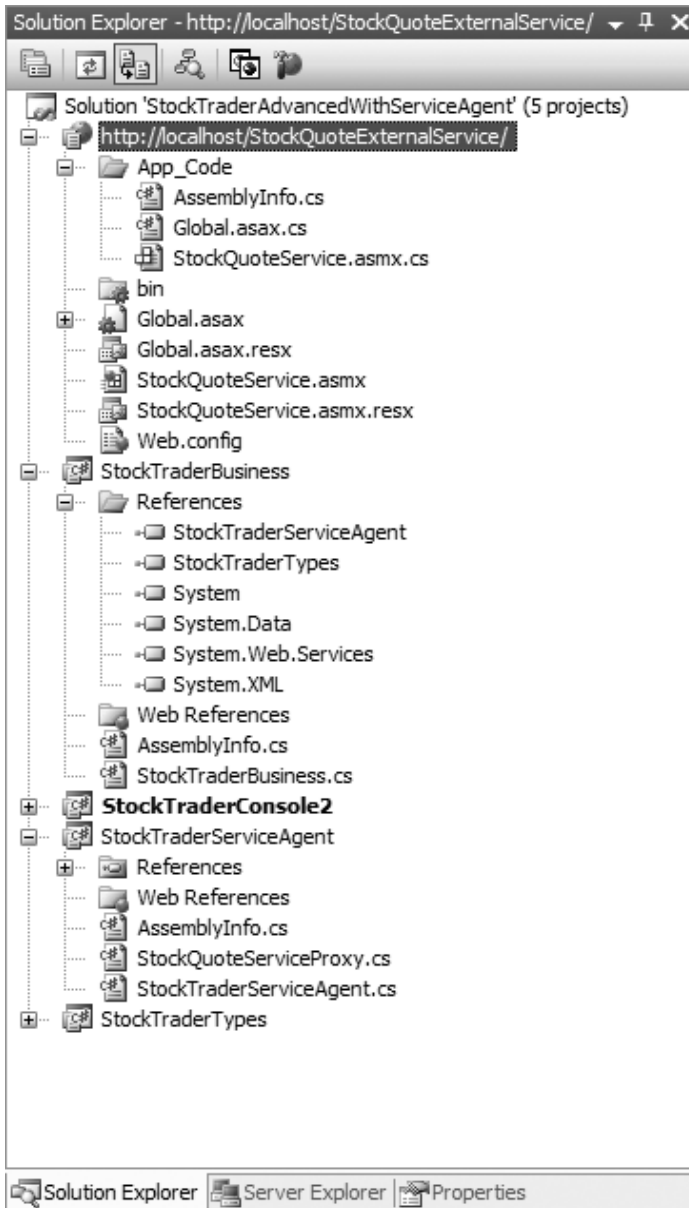 Solution Explorer - http://localhost/StockQuoteExternalService/
Solution 'StockTraderAdvancedWithServiceAgent' (5 projects)
http://localhost/StockQuoteExternalService/
App_Code
AssemblyInfo.cs
Global.asax.cs
StockQuoteService.asmx.cs
bin
Global.asax
Global.asax.resx
StockQuoteService.asmx
StockQuoteService.asmx.resx
Web.config
StockTraderBusiness
References
StockTraderServiceAgent
StockTraderTypes
System
System.Data
System.Web.Services
System.XML
Web References
AssemblyInfo.cs
StockTraderBusiness.cs
StockTraderConsole2
StockTraderServiceAgent
References
Web References
AssemblyInfo.cs
StockQuoteServiceProxy.cs
StockTraderServiceAgent.cs
StockTraderTypes
Solution Explorer Server Explorer Properties